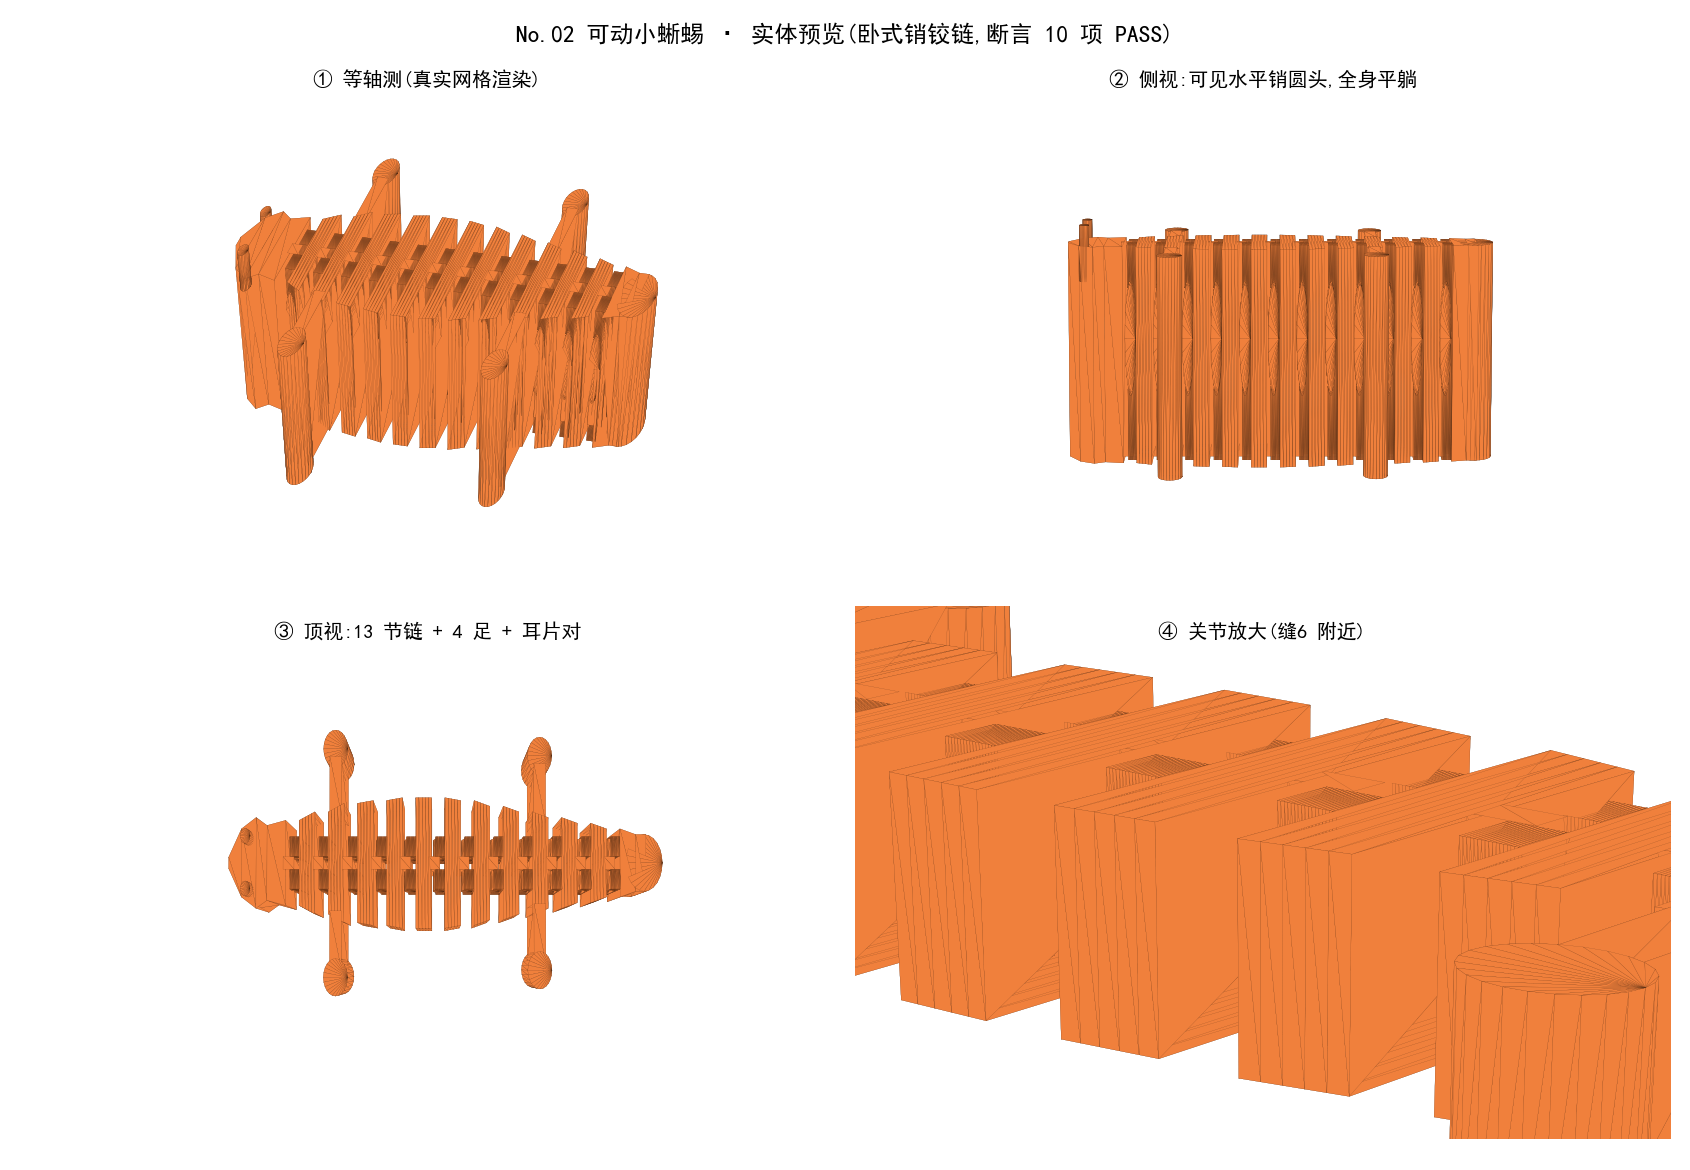 No.02 可动小蜥蜴 · 实体预览(卧式销铰链,断言 10 项 PASS)
① 等轴测(真实网格渲染)
② 侧视:可见水平销圆头,全身平躺
③ 顶视:13 节链 + 4 足 + 耳片对
④ 关节放大(缝6 附近)